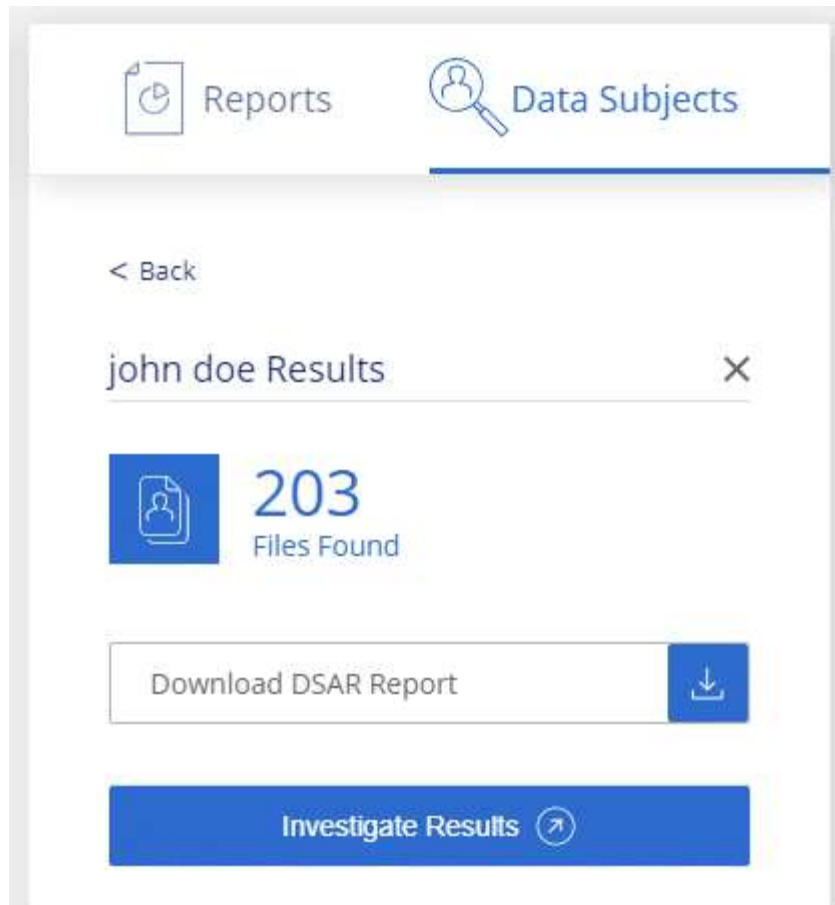 Reports
Data Subjects
< Back
john doe Results
203
Files Found
Download DSAR Report
Investigate Results